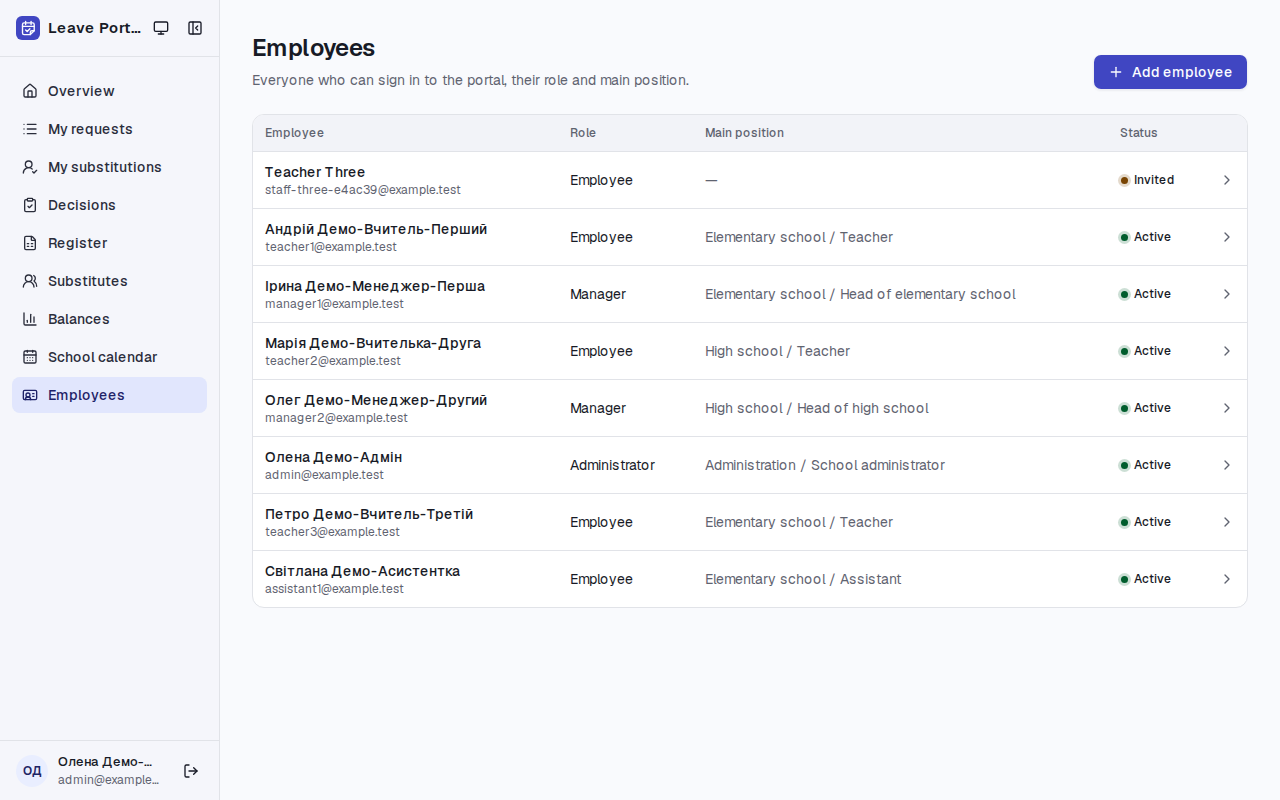 Leave Port...
Overview
My requests
My substitutions
Decisions
Register
Substitutes
Balances
School calendar
Employees
ОД
Олена Демо-...
admin@example...
Employees
Everyone who can sign in to the portal, their role and main position.
Add employee
Employee Role Main position Status
Teacher Three
staff-three-e4ac39@example.test
Employee — Invited
Андрій Демо-Вчитель-Перший
teacher1@example.test
Employee Elementary school / Teacher Active
Ірина Демо-Менеджер-Перша
manager1@example.test
Manager Elementary school / Head of elementary school Active
Марія Демо-Вчителька-Друга
teacher2@example.test
Employee High school / Teacher Active
Олег Демо-Менеджер-Другий
manager2@example.test
Manager High school / Head of high school Active
Олена Демо-Адмін
admin@example.test
Administrator Administration / School administrator Active
Петро Демо-Вчитель-Третій
teacher3@example.test
Employee Elementary school / Teacher Active
Світлана Демо-Асистентка
assistant1@example.test
Employee Elementary school / Assistant Active